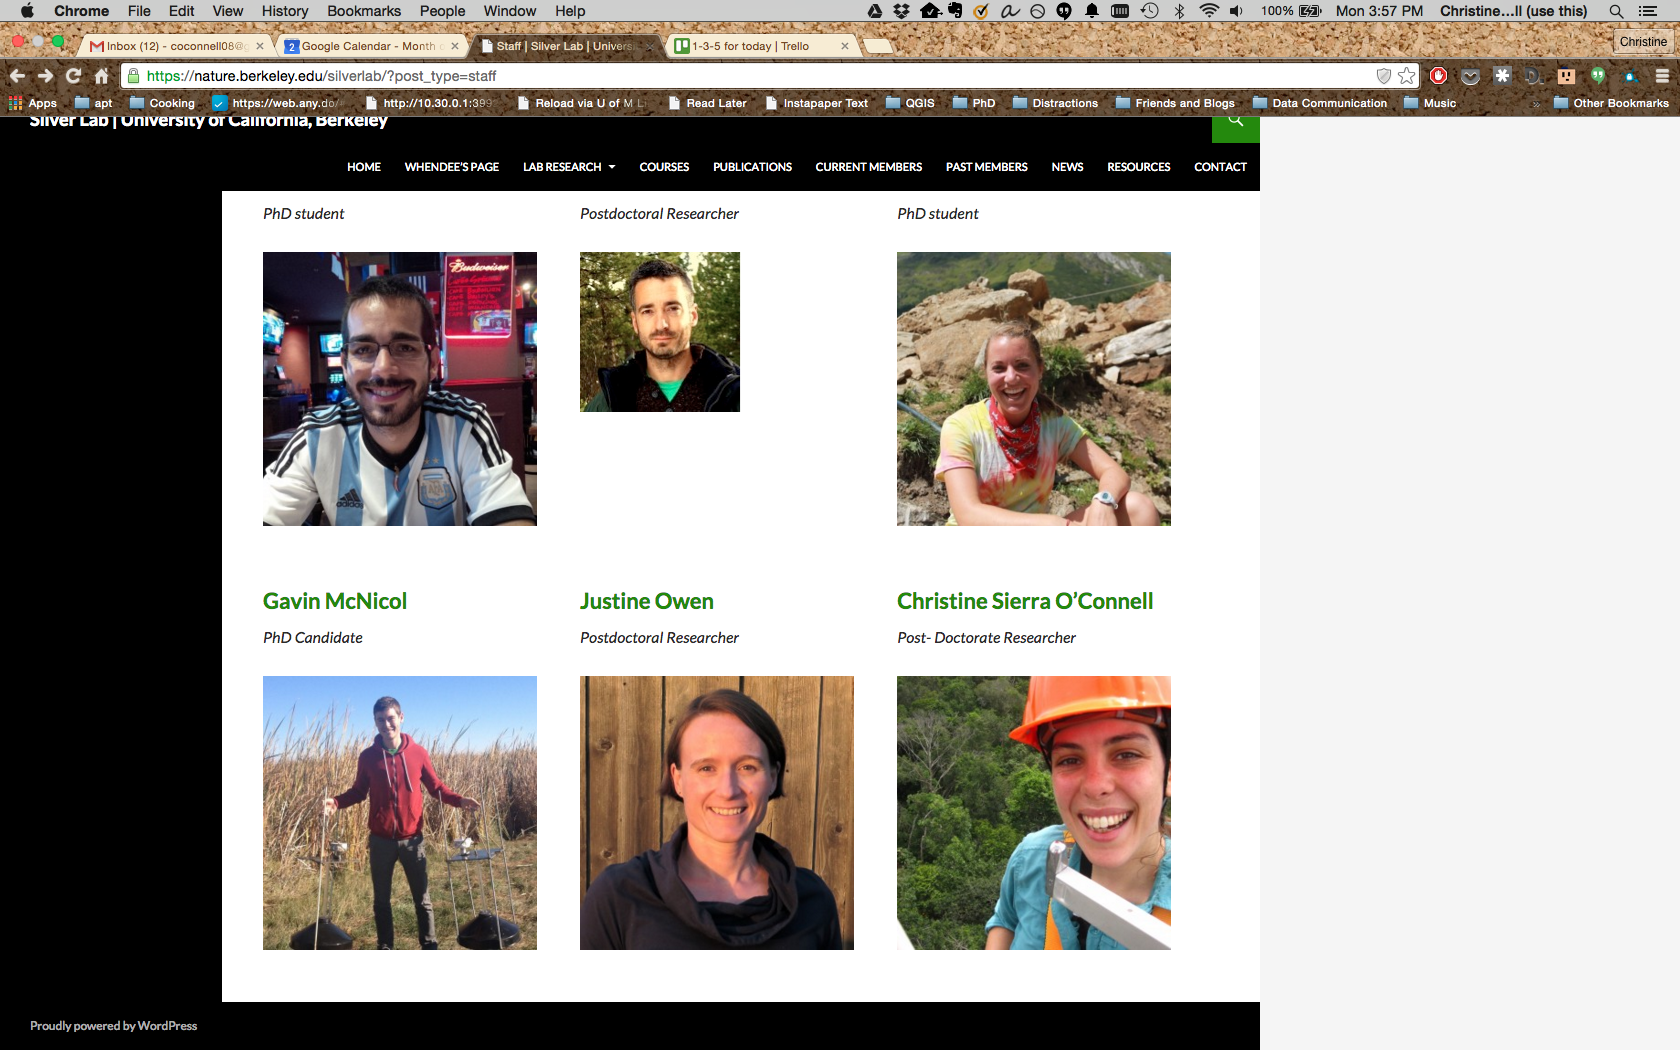 Chrome File Edit View History Bookmarks People Window Help 100% Mon 3:57 PM Christine...ll (use this)
Inbox (12) - coconnell08@g
2 Google Calendar - Month
Staff | Silver Lab | Univers
1-3-5 for today | Trello
Christine
https://nature.berkeley.edu/silverlab/?post_type=staff
Apps apt Cooking https://web.any.do/ http://10.30.0.1:399 Reload via U of M Read Later Instapaper Text QGIS PhD Distractions Friends and Blogs Data Communication Music » Other Bookmarks
Silver Lab | University of California, Berkeley
HOME WHENDEE'S PAGE LAB RESEARCH COURSES PUBLICATIONS CURRENT MEMBERS PAST MEMBERS NEWS RESOURCES CONTACT
PhD student Postdoctoral Researcher PhD student
Budweiser
adidas
AFA
Gavin McNicol Justine Owen Christine Sierra O'Connell
PhD Candidate Postdoctoral Researcher Post- Doctorate Researcher
Proudly powered by WordPress